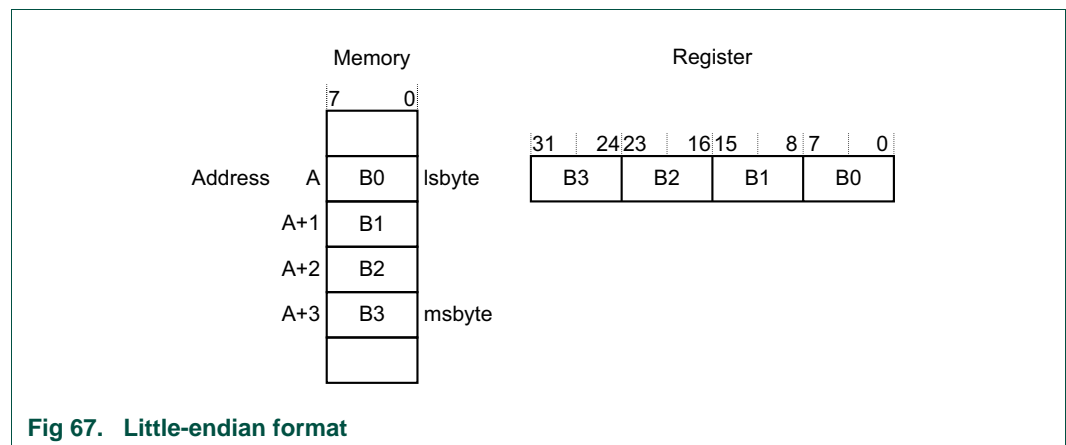 Memory
Register
7 0
31 24 23 16 15 8 7 0
Address A B0 lsbyte
B3 B2 B1 B0
A+1 B1
A+2 B2
A+3 B3 msbyte
Fig 67. Little-endian format